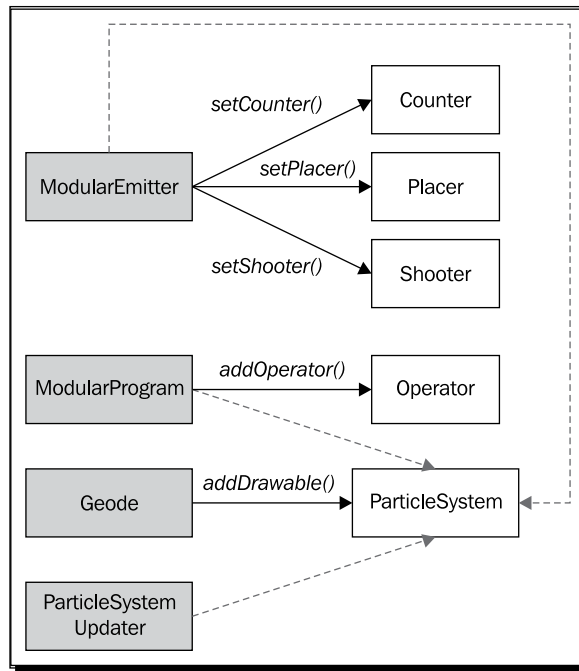 setCounter()
Counter
ModularEmitter
setPlacer()
Placer
setShooter()
Shooter
ModularProgram
addOperator()
Operator
Geode
addDrawable()
ParticleSystem
ParticleSystem
Updater